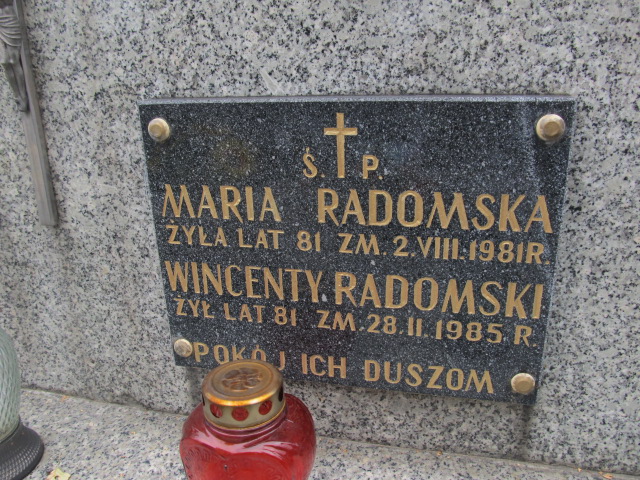 Ś. P.
MARIA RADOMSKA
ŻYŁA LAT 81 ZM. 2.VIII.1981R.
WINCENTY RADOMSKI
ŻYŁ LAT 81 ZM. 28.II.1985.R.
POKÓJ ICH DUSZOM